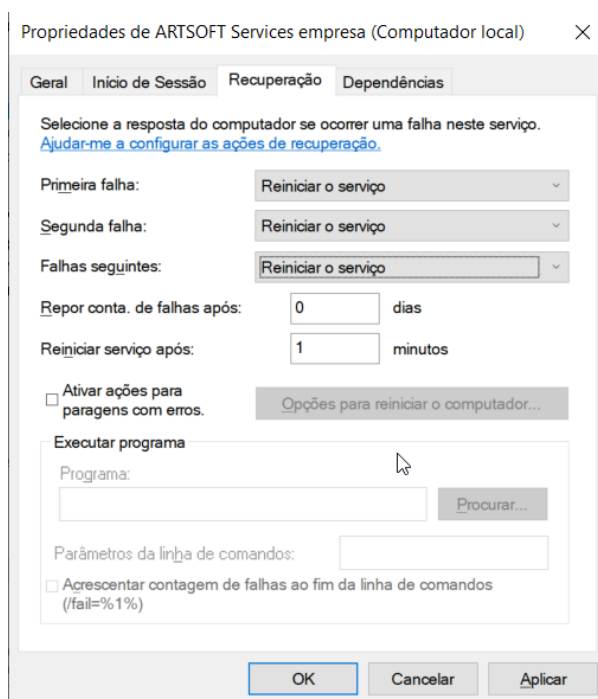 Propriedades de ARTSOFT Services empresa (Computador local)
Geral Início de Sessão Recuperação Dependências
Selecione a resposta do computador se ocorrer uma falha neste serviço.
Ajudar-me a configurar as ações de recuperação.
Primeira falha: Reiniciar o serviço
Segunda falha: Reiniciar o serviço
Falhas seguintes: Reiniciar o serviço
Repor conta. de falhas após: 0 dias
Reiniciar serviço após: 1 minutos
Ativar ações para
paragens com erros.
Opções para reiniciar o computador...
Executar programa
Programa:
Procurar...
Parâmetros da linha de comandos:
Acrescentar contagem de falhas ao fim da linha de comandos
(/fail=%1%)
OK Cancelar Aplicar